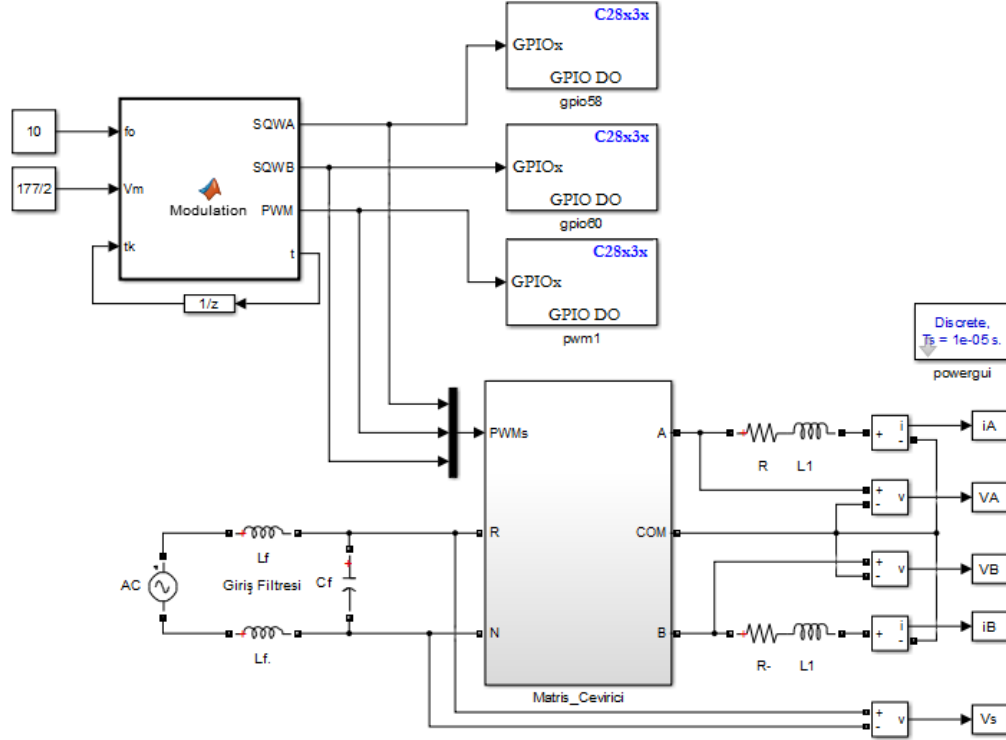 C28x3x
GPIOx
GPIO DO
gpio58
10
fo
SQWA
C28x3x
177/2
Vm
SQWB
GPIOx
Modulation
PWM
GPIO DO
gpio60
tk
t
C28x3x
GPIOx
1/z
GPIO DO
pwm1
Discrete,
Ts = 1e-05 s.
powergui
PWMs
A
+
i
-
iA
R
L1
+
v
-
VA
R
COM
Lf
AC
Giriş Filtresi
Cf
+
v
-
VB
N
B
+
i
-
iB
Lf.
R-
L1
Matris_Cevirici
+
v
-
Vs